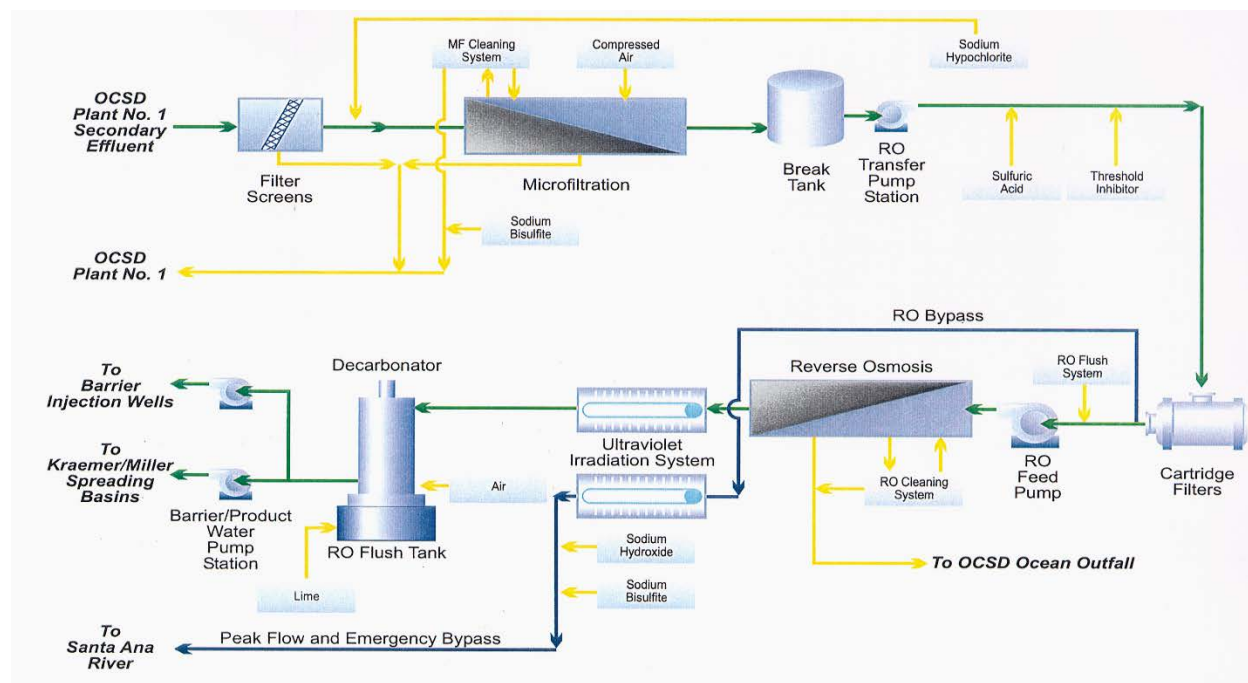 OCSD
Plant No. 1
Secondary
Effluent
Filter
Screens
MF Cleaning
System
Compressed
Air
Sodium
Hypochlorite
Microfiltration
Break
Tank
RO
Transfer
Pump
Station
Sulfuric
Acid
Threshold
Inhibitor
Sodium
Bisulfite
OCSD
Plant No. 1
RO Bypass
To
Barrier
Injection Wells
Decarbonator
Reverse Osmosis
RO Flush
System
Ultraviolet
Irradiation System
To
Kraemer/Miller
Spreading
Basins
RO
Feed
Pump
Cartridge
Filters
Air
RO Cleaning
System
Barrier/Product
Water
Pump
Station
RO Flush Tank
Sodium
Hydroxide
To OCSD Ocean Outfall
Lime
Sodium
Bisulfite
To
Santa Ana
River
Peak Flow and Emergency Bypass